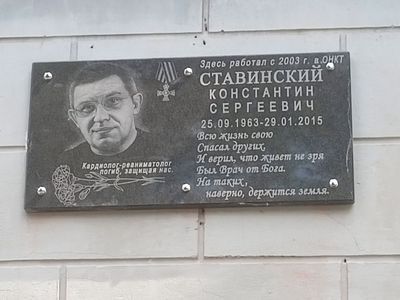 Здесь работал с 2003 г. в ОНКТ
СТАВИНСКИЙ
КОНСТАНТИН
СЕРГЕЕВИЧ
25.09.1963-29.01.2015
Всю жизнь свою
Спасал других,
И верил, что живет не зря
Был Врач от Бога.
На таких,
наверно, держится земля.
Кардиолог-реаниматолог
погиб, защищая нас.